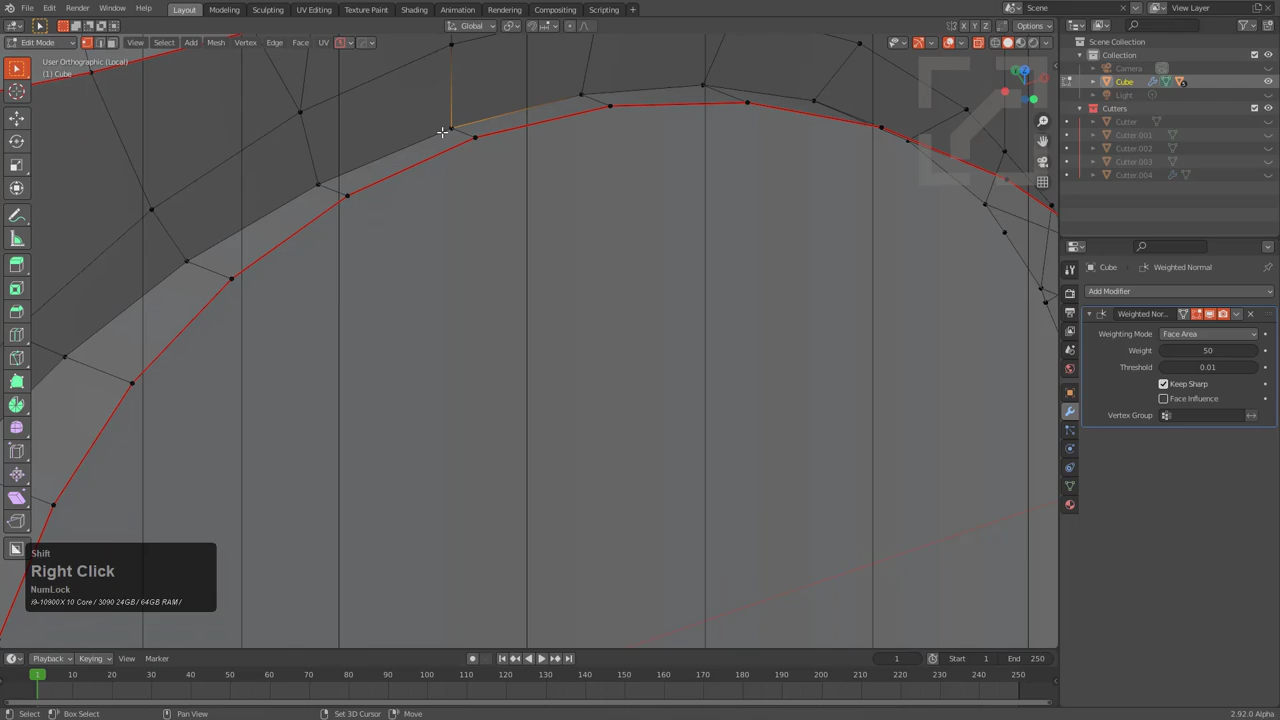 File Edit Render Window Help
Layout Modeling Sculpting UV Editing Texture Paint Shading Animation Rendering Compositing Scripting +
Scene View Layer
Global X Y Z Options
Edit Mode View Select Add Mesh Vertex Edge Face UV
User Orthographic (Local)
(1) Cube
Z
Scene Collection
Collection
Camera
Cube
Light
Cutters
Cutter
Cutter.001
Cutter.002
Cutter.003
Cutter.004
Cube Weighted Normal
Add Modifier
Weighted Nor...
Weighting Mode Face Area
Weight 50
Threshold 0.01
Keep Sharp
Face Influence
Vertex Group
Shift
Right Click
NumLock
i9-10900X 10 Core / 3090 24GB / 64GB RAM /
Playback Keying View Marker
1 Start 1 End 250
1 10 20 30 40 50 60 70 80 90 100 110 120 130 140 150 160 170 180 190 200 210 220 230 240 250
Select Box Select Pan View Set 3D Cursor Move 2.92.0 Alpha